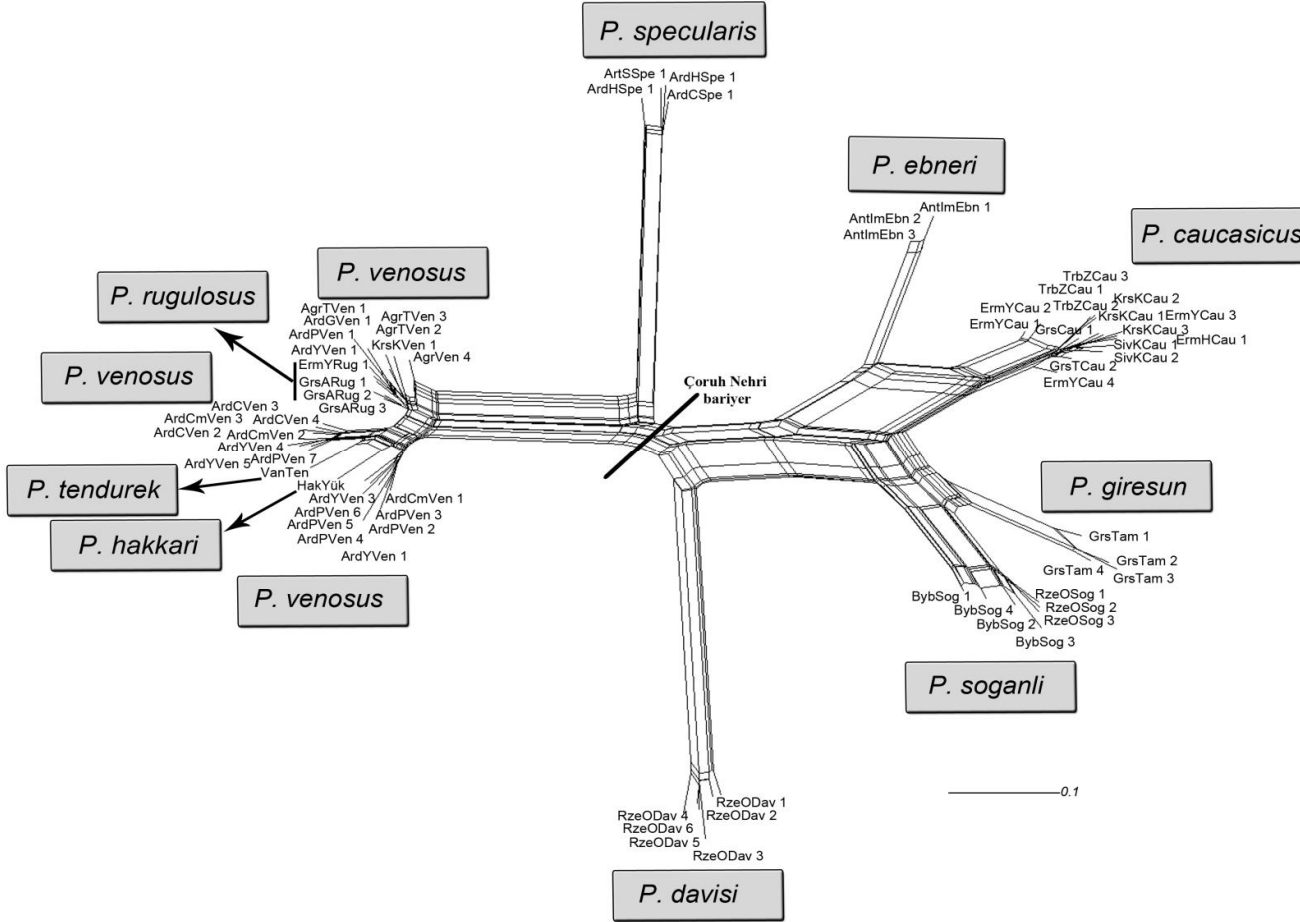 P. specularis
ArtSSpe 1
ArdHSpe 1
ArdHSpe 1
ArdCSpe 1
P. ebneri
AntImEbn 1
AntImEbn 2
AntImEbn 3
P. caucasicus
TrbZCau 3
TrbZCau 1
TrbZCau 2
KrsKCau 2
ErmYCau 2
KrsKCau 1
ErmYCau 3
ErmYCau 1
GrsCau 1
KrsKCau 3
ErmHCau 1
SivKCau 1
SivKCau 2
GrsTCau 2
ErmYCau 4
P. venosus
P. rugulosus
AgrTVen 1
ArdGVen 1
ArdPVen 1
AgrTVen 3
AgrTVen 2
KrsKVen 1
AgrVen 4
ArdYVen 1
ErmYRug 1
GrsARug 1
GrsARug 2
GrsARug 3
P. venosus
ArdCVen 3
ArdCmVen 3
ArdCVen 4
ArdCVen 2
ArdCmVen 2
ArdYVen 4
ArdYVen 5
ArdPVen 7
VanTen
P. tendurek
HakYük
P. hakkari
ArdYVen 3
ArdCmVen 1
ArdPVen 6
ArdPVen 3
ArdPVen 5
ArdPVen 2
ArdPVen 4
ArdYVen 1
P. venosus
Çoruh Nehri
bariyer
P. giresun
GrsTam 1
GrsTam 2
GrsTam 4
GrsTam 3
BybSog 1
BybSog 4
BybSog 2
RzeOSog 1
RzeOSog 2
RzeOSog 3
BybSog 3
P. soganli
0.1
RzeODav 1
RzeODav 4
RzeODav 2
RzeODav 6
RzeODav 5
RzeODav 3
P. davisi